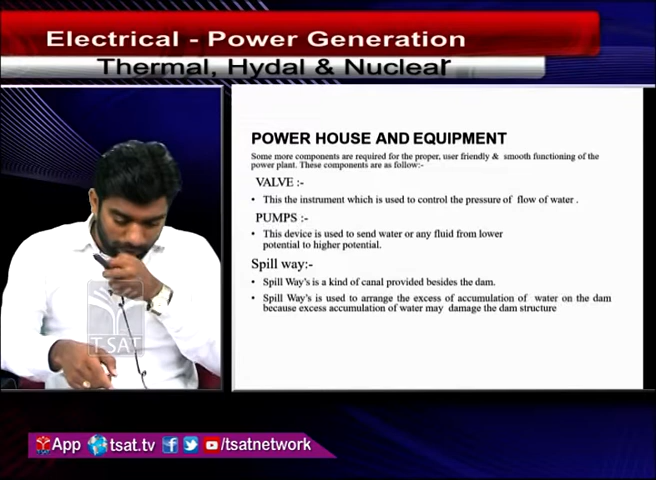 Electrical - Power Generation
Thermal, Hydal & Nuclear
POWER HOUSE AND EQUIPMENT
Some more components are required for the proper, user friendly & smooth functioning of the
power plant. These components are as follow:-
VALVE :-
• This the instrument which is used to control the pressure of flow of water .
PUMPS :-
• This device is used to send water or any fluid from lower
potential to higher potential.
Spill way:-
• Spill Way's is a kind of canal provided besides the dam.
• Spill Way's is used to arrange the excess of accumulation of water on the dam
because excess accumulation of water may damage the dam structure
T-SAT
App tsat.tv /tsatnetwork